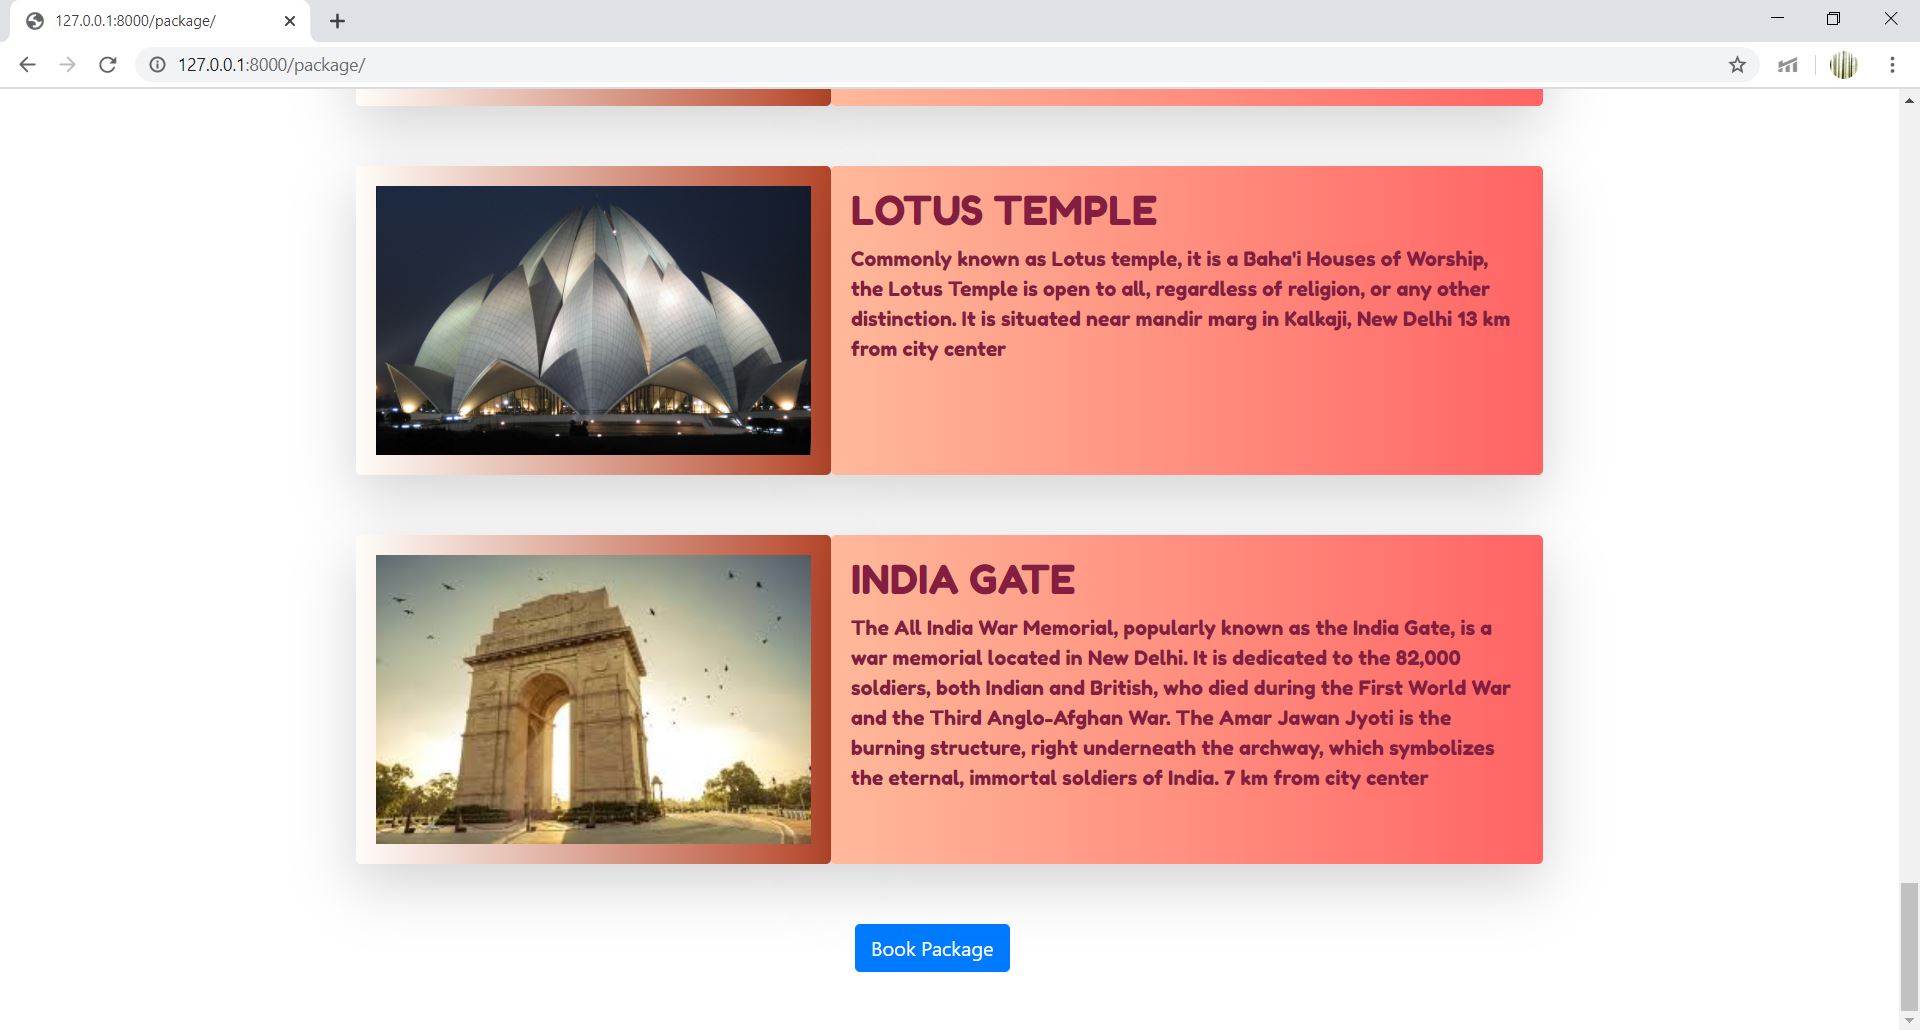 127.0.0.1:8000/package/
127.0.0.1:8000/package/
LOTUS TEMPLE
Commonly known as Lotus temple, it is a Baha'i Houses of Worship,
the Lotus Temple is open to all, regardless of religion, or any other
distinction. It is situated near mandir marg in Kalkaji, New Delhi 13 km
from city center
INDIA GATE
The All India War Memorial, popularly known as the India Gate, is a
war memorial located in New Delhi. It is dedicated to the 82,000
soldiers, both Indian and British, who died during the First World War
and the Third Anglo-Afghan War. The Amar Jawan Jyoti is the
burning structure, right underneath the archway, which symbolizes
the eternal, immortal soldiers of India. 7 km from city center
Book Package